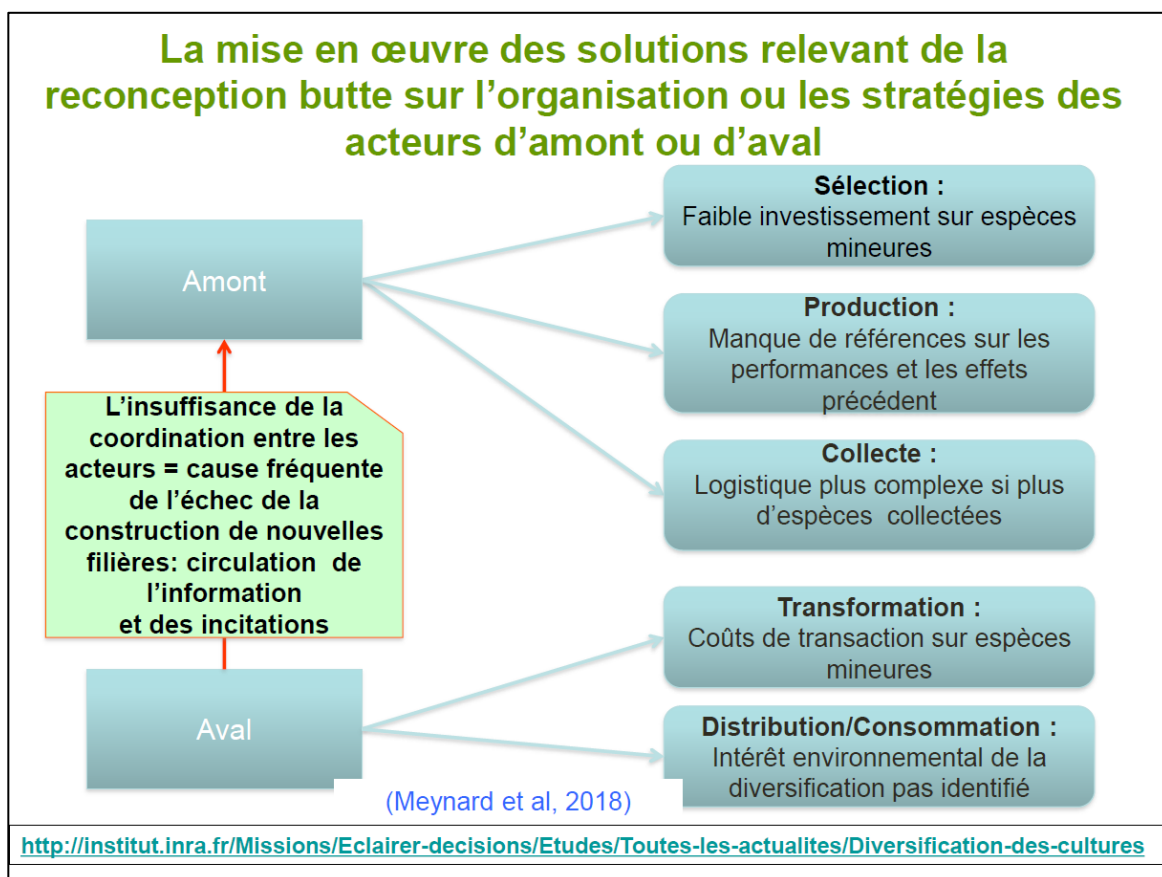 La mise en œuvre des solutions relevant de la
reconception butte sur l’organisation ou les stratégies des
acteurs d’amont ou d’aval
Amont
L’insuffisance de la
coordination entre les
acteurs = cause fréquente
de l’échec de la
construction de nouvelles
filières: circulation de
l’information
et des incitations
Aval
Sélection :
Faible investissement sur espèces
mineures
Production :
Manque de références sur les
performances et les effets
précédent
Collecte :
Logistique plus complexe si plus
d’espèces collectées
Transformation :
Coûts de transaction sur espèces
mineures
Distribution/Consommation :
Intérêt environnemental de la
diversification pas identifié
(Meynard et al, 2018)
http://institut.inra.fr/Missions/Eclairer-decisions/Etudes/Toutes-les-actualites/Diversification-des-cultures